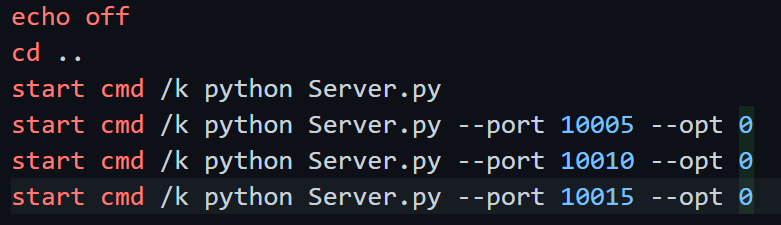 echo off
cd ..
start cmd /k python Server.py
start cmd /k python Server.py --port 10005 --opt 0
start cmd /k python Server.py --port 10010 --opt 0
start cmd /k python Server.py --port 10015 --opt 0